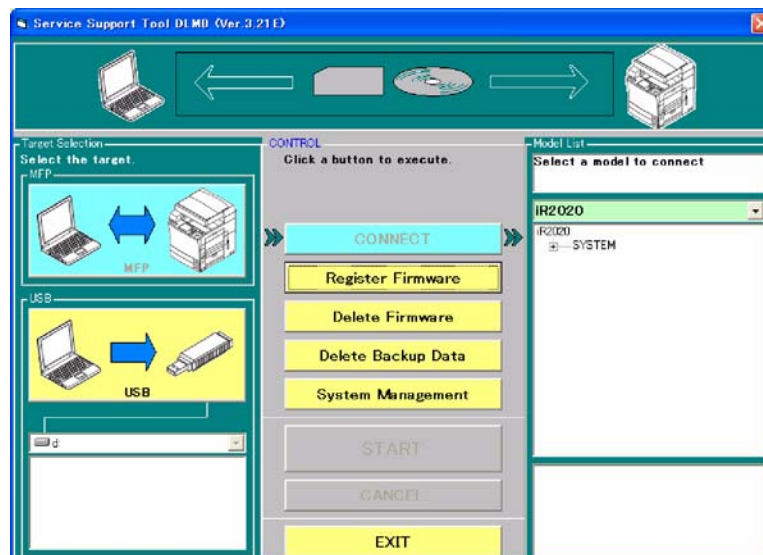 Service Support Tool DLMD (Ver.3.21E)
Target Selection
Select the target.
MFP
MFP
USB
USB
d
CONTROL
Click a button to execute.
CONNECT
Register Firmware
Delete Firmware
Delete Backup Data
System Management
START
CANCEL
EXIT
Model List
Select a model to connect
iR2020
iR2020
SYSTEM